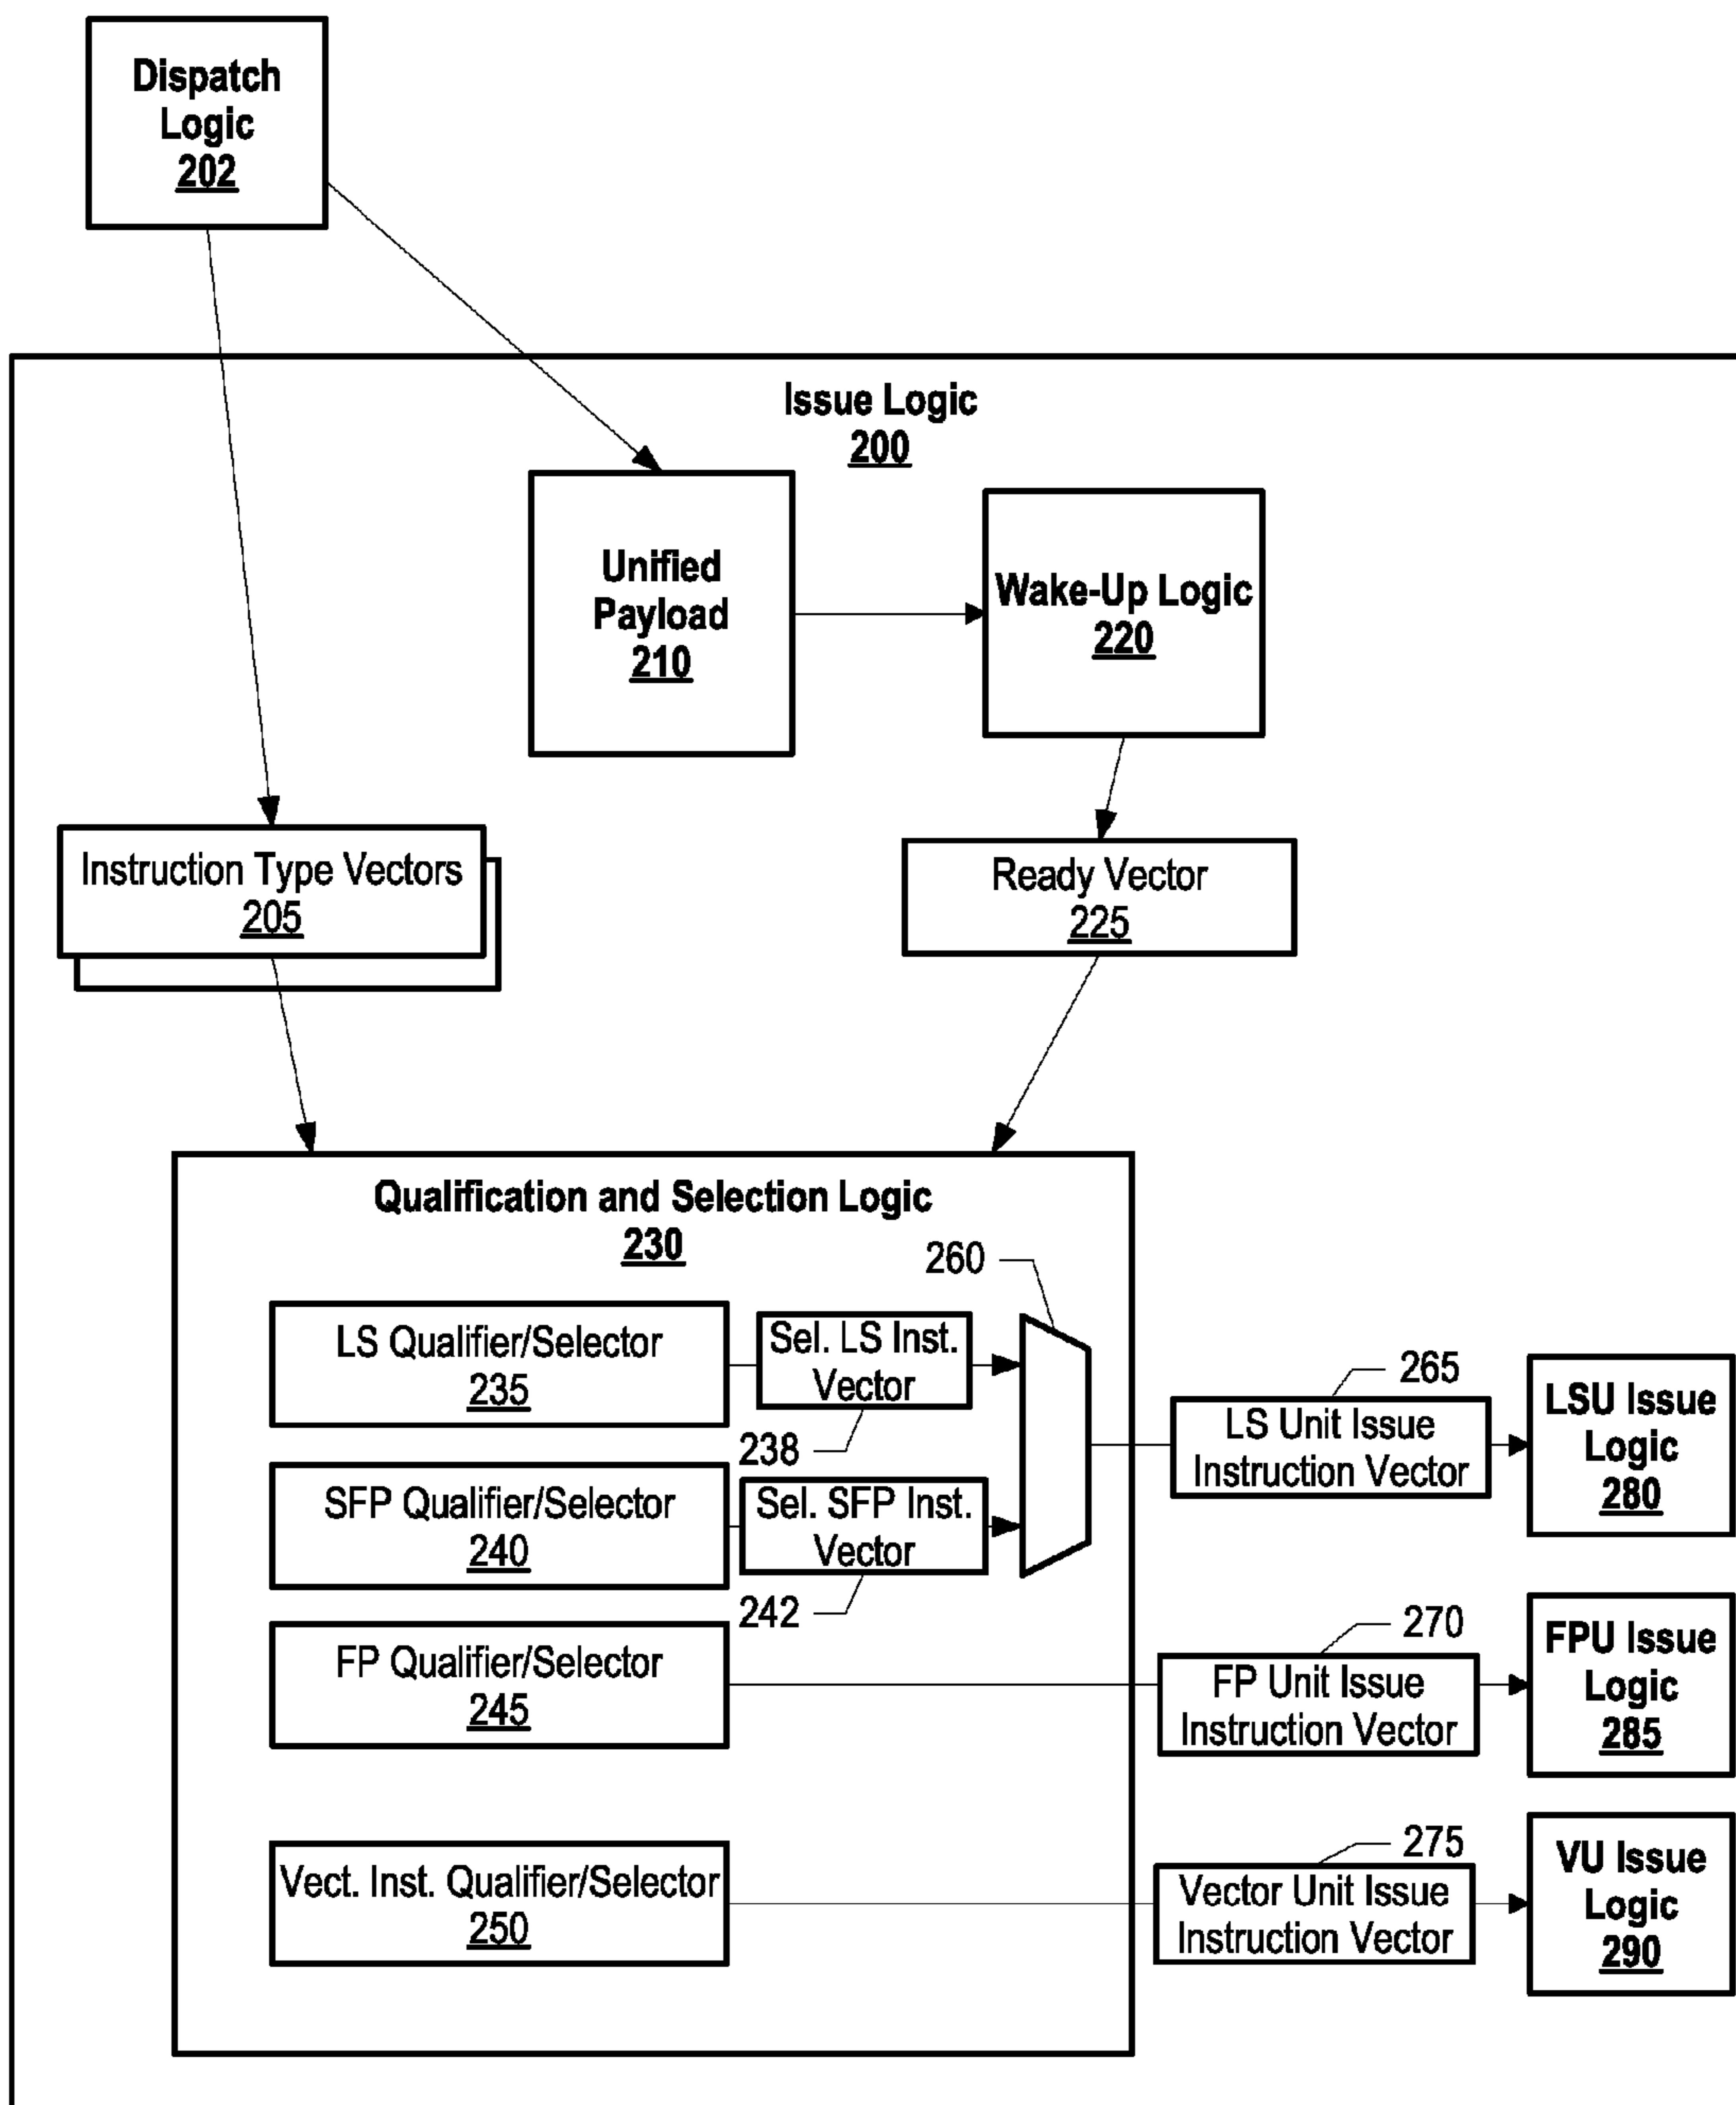 Dispatch
Logic
202
Issue Logic
200
Unified
Payload
210
Wake-Up Logic
220
Instruction Type Vectors
205
Ready Vector
225
Qualification and Selection Logic
230
260
LS Qualifier/Selector
235
Sel. LS Inst.
Vector
238
SFP Qualifier/Selector
240
Sel. SFP Inst.
Vector
242
265
LS Unit Issue
Instruction Vector
LSU Issue
Logic
280
FP Qualifier/Selector
245
270
FP Unit Issue
Instruction Vector
FPU Issue
Logic
285
Vect. Inst. Qualifier/Selector
250
275
Vector Unit Issue
Instruction Vector
VU Issue
Logic
290